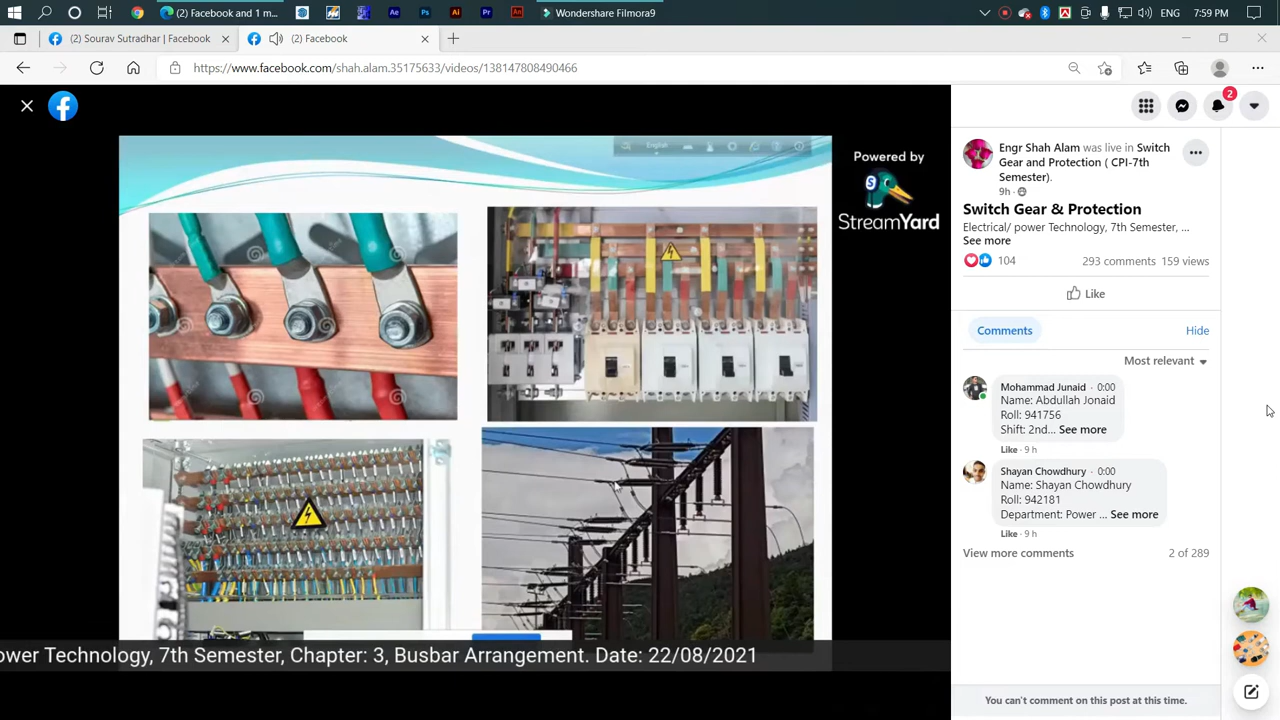 (2) Facebook and 1 m
Wondershare Filmora9
ENG
7:59 PM
(2) Sourav Sutradhar | Facebook
(2) Facebook
https://www.facebook.com/shah.alam.35175633/videos/138147808490466
English
Powered by
StreamYard
dreamstime
ower Technology, 7th Semester, Chapter: 3, Busbar Arrangement. Date: 22/08/2021
2
Engr Shah Alam was live in Switch
Gear and Protection ( CPI-7th
Semester).
9h ·
Switch Gear & Protection
Electrical/ power Technology, 7th Semester, ...
See more
104
293 comments 159 views
Like
Comments
Hide
Most relevant
Mohammad Junaid · 0:00
Name: Abdullah Jonaid
Roll: 941756
Shift: 2nd... See more
Like · 9 h
Shayan Chowdhury · 0:00
Name: Shayan Chowdhury
Roll: 942181
Department: Power ... See more
Like · 9 h
View more comments
2 of 289
You can't comment on this post at this time.